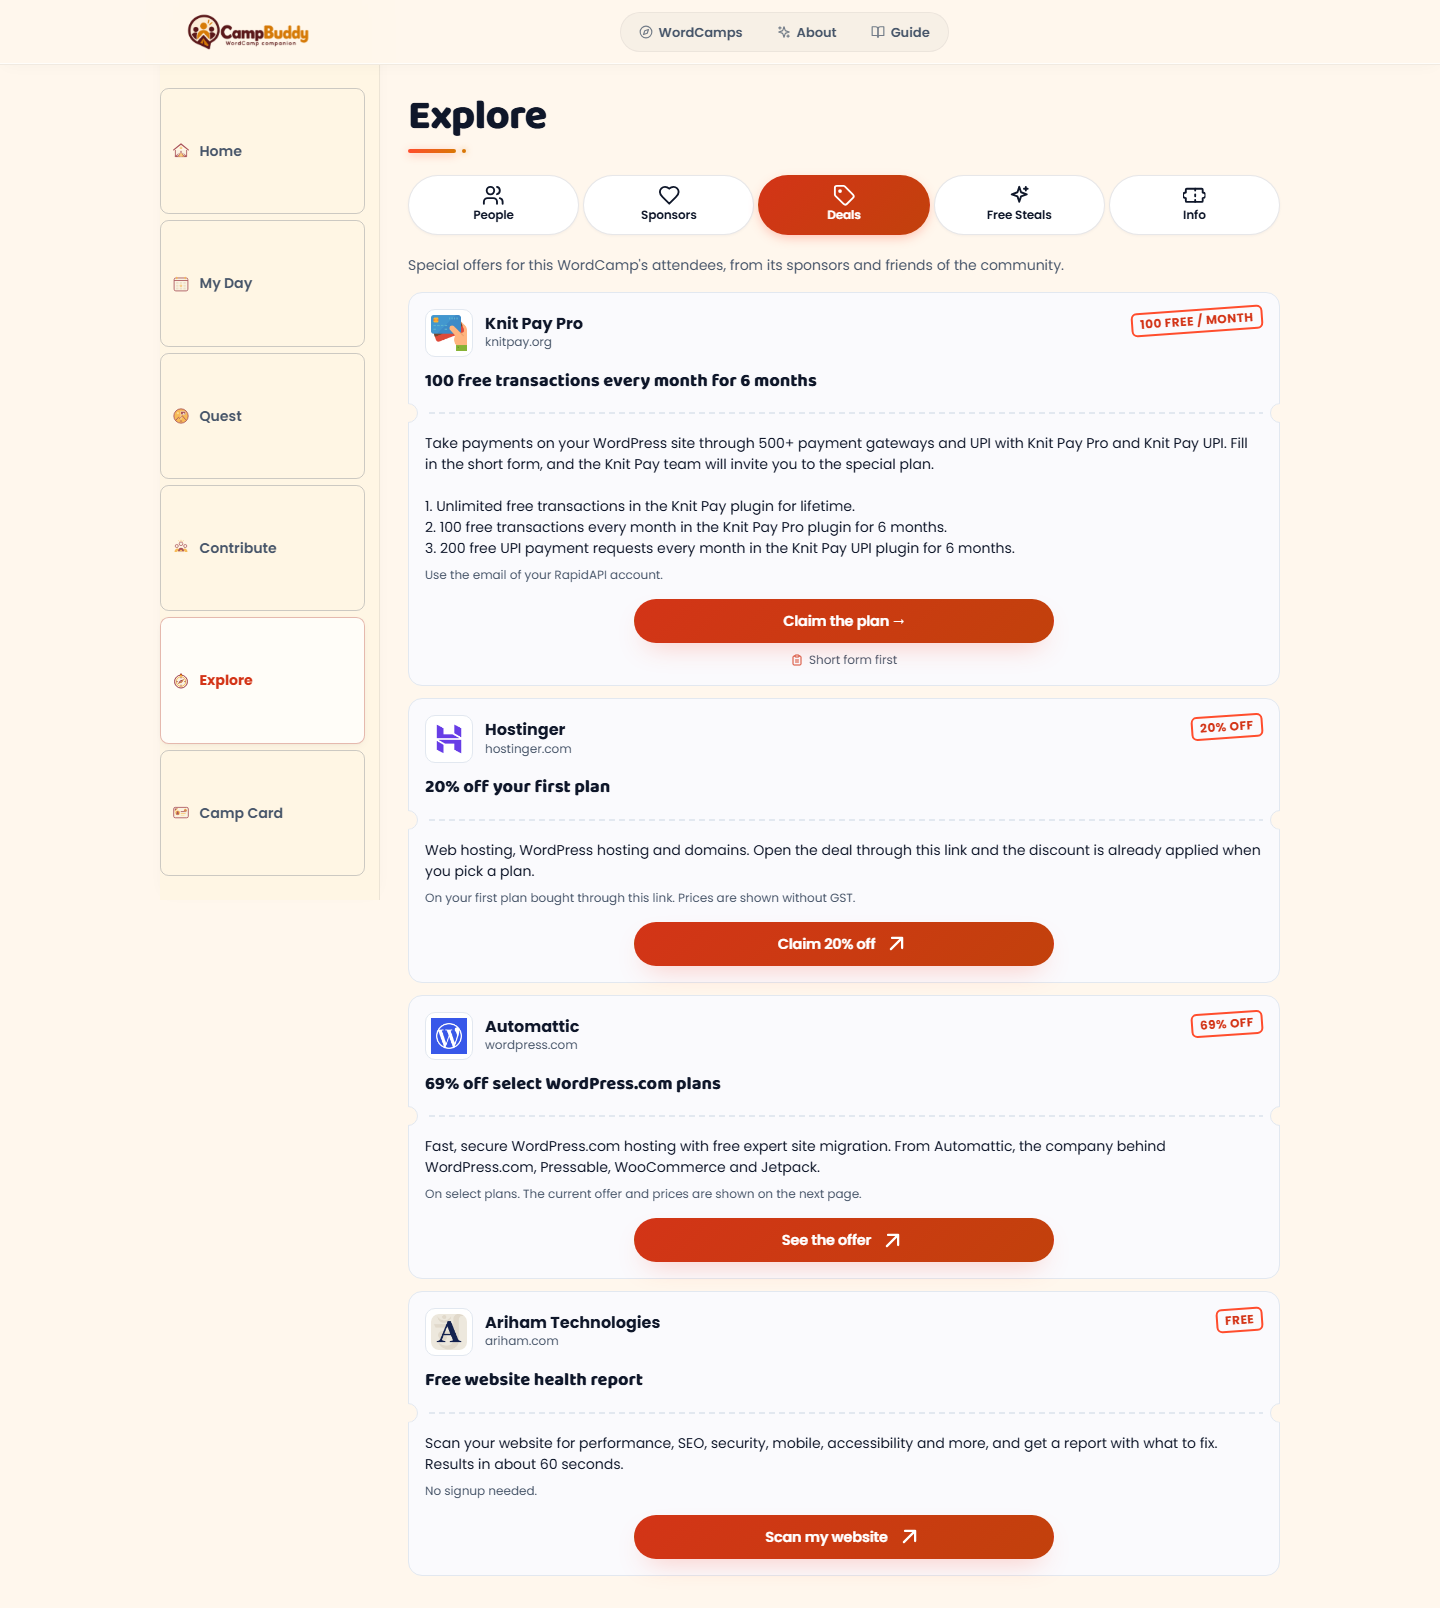 CampBuddy
WordCamp companion
WordCamps
About
Guide
Home
My Day
Quest
Contribute
Explore
Camp Card
Explore
People
Sponsors
Deals
Free Steals
Info
Special offers for this WordCamp's attendees, from its sponsors and friends of the community.
Knit Pay Pro
knitpay.org
100 FREE / MONTH
100 free transactions every month for 6 months
Take payments on your WordPress site through 500+ payment gateways and UPI with Knit Pay Pro and Knit Pay UPI. Fill
in the short form, and the Knit Pay team will invite you to the special plan.
1. Unlimited free transactions in the Knit Pay plugin for lifetime.
2. 100 free transactions every month in the Knit Pay Pro plugin for 6 months.
3. 200 free UPI payment requests every month in the Knit Pay UPI plugin for 6 months.
Use the email of your RapidAPI account.
Claim the plan →
Short form first
Hostinger
hostinger.com
20% OFF
20% off your first plan
Web hosting, WordPress hosting and domains. Open the deal through this link and the discount is already applied when
you pick a plan.
On your first plan bought through this link. Prices are shown without GST.
Claim 20% off
Automattic
wordpress.com
69% OFF
69% off select WordPress.com plans
Fast, secure WordPress.com hosting with free expert site migration. From Automattic, the company behind
WordPress.com, Pressable, WooCommerce and Jetpack.
On select plans. The current offer and prices are shown on the next page.
See the offer
A
Ariham Technologies
ariham.com
FREE
Free website health report
Scan your website for performance, SEO, security, mobile, accessibility and more, and get a report with what to fix.
Results in about 60 seconds.
No signup needed.
Scan my website